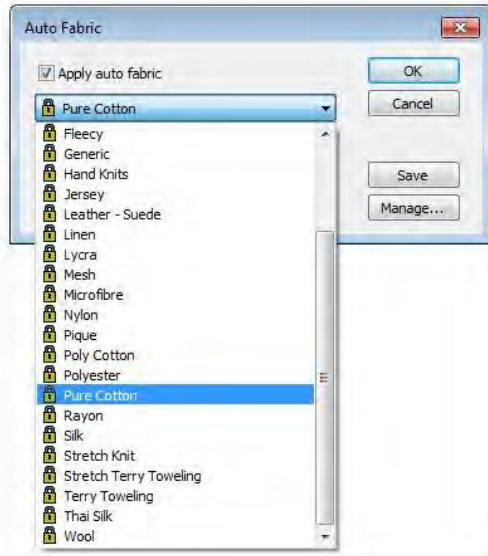 Auto Fabric
Apply auto fabric
OK
Pure Cotton
Cancel
Fleecy
Generic
Hand Knits
Jersey
Save
Leather - Suede
Manage...
Linen
Lycra
Mesh
Microfibre
Nylon
Pique
Poly Cotton
Polyester
Pure Cotton
Rayon
Silk
Stretch Knit
Stretch Terry Toweling
Terry Toweling
Thai Silk
Wool